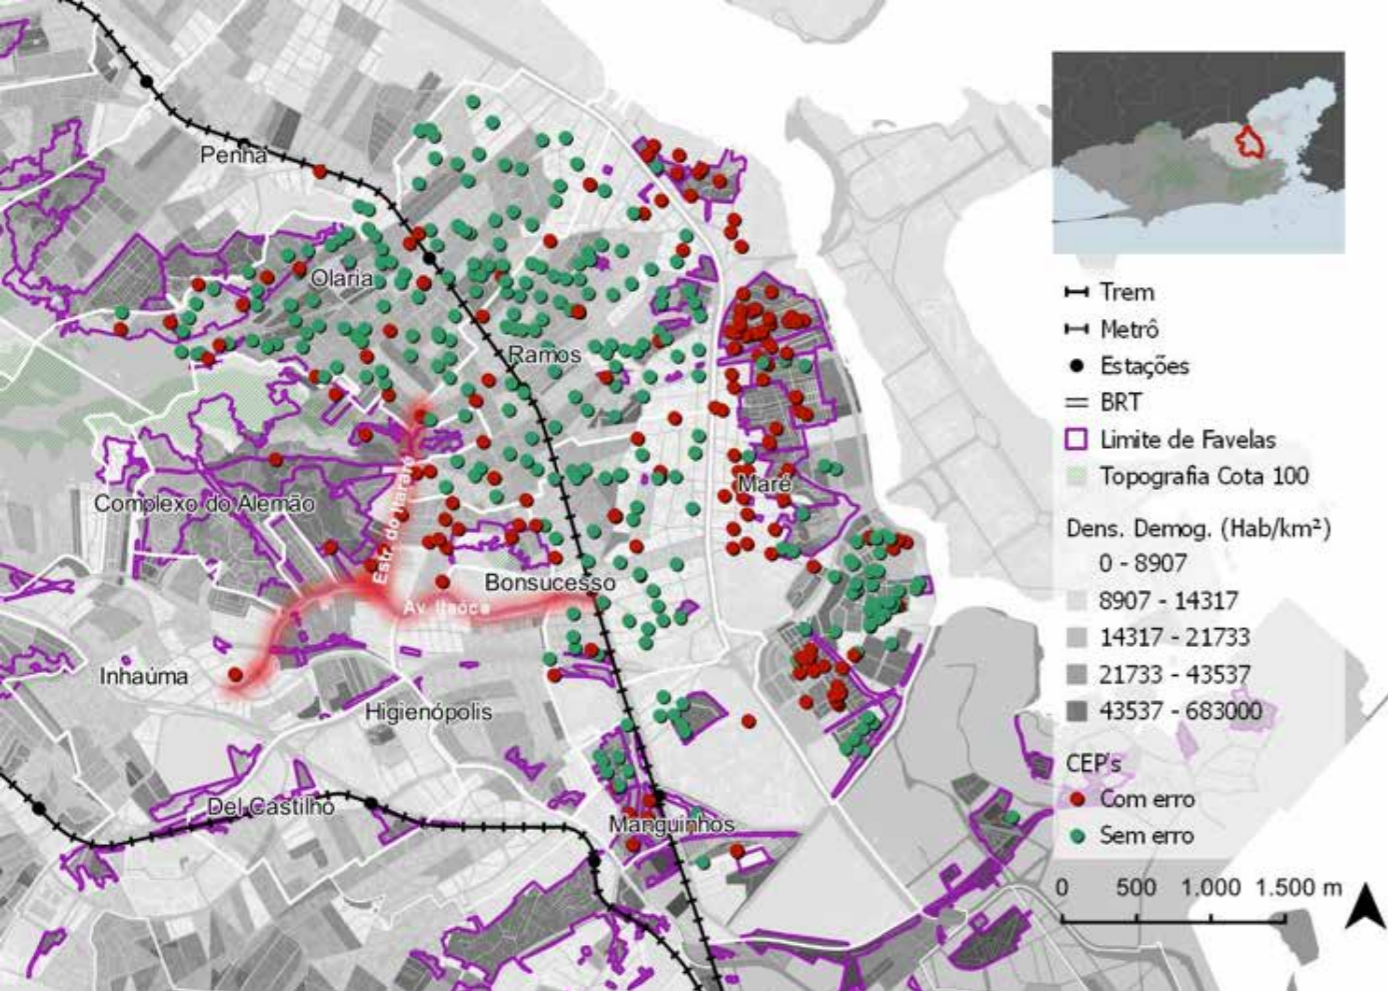 Penha
Olaria
Ramos
Complexo do Alemão
Maré
Estr. do Itararé
Bonsucesso
Av. Itaóca
Inhaúma
Higienópolis
Del Castilho
Manguinhos
Trem
Metrô
Estações
BRT
Limite de Favelas
Topografia Cota 100
Dens. Demog. (Hab/km²)
0 - 8907
8907 - 14317
14317 - 21733
21733 - 43537
43537 - 683000
CEP's
Com erro
Sem erro
0 500 1.000 1.500 m